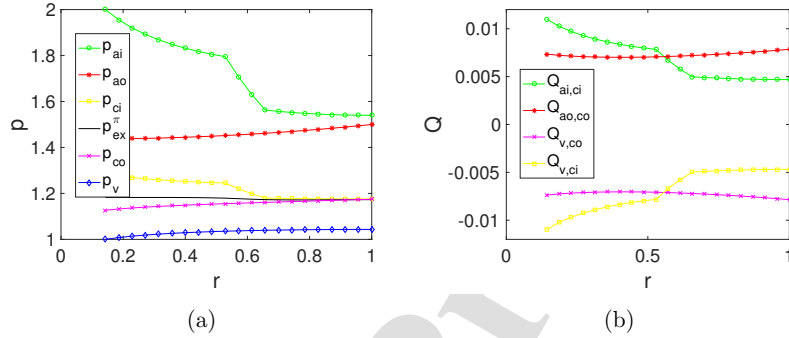 2
1.8
1.6
1.4
1.2
1
p
p_ai
p_ao
p_ci
p^π_ex
p_co
p_v
0 0.2 0.4 0.6 0.8 1
r
(a)
0.01
0.005
0
-0.005
-0.01
Q
Q_ai,ci
Q_ao,co
Q_v,co
Q_v,ci
0 0.5 1
r
(b)